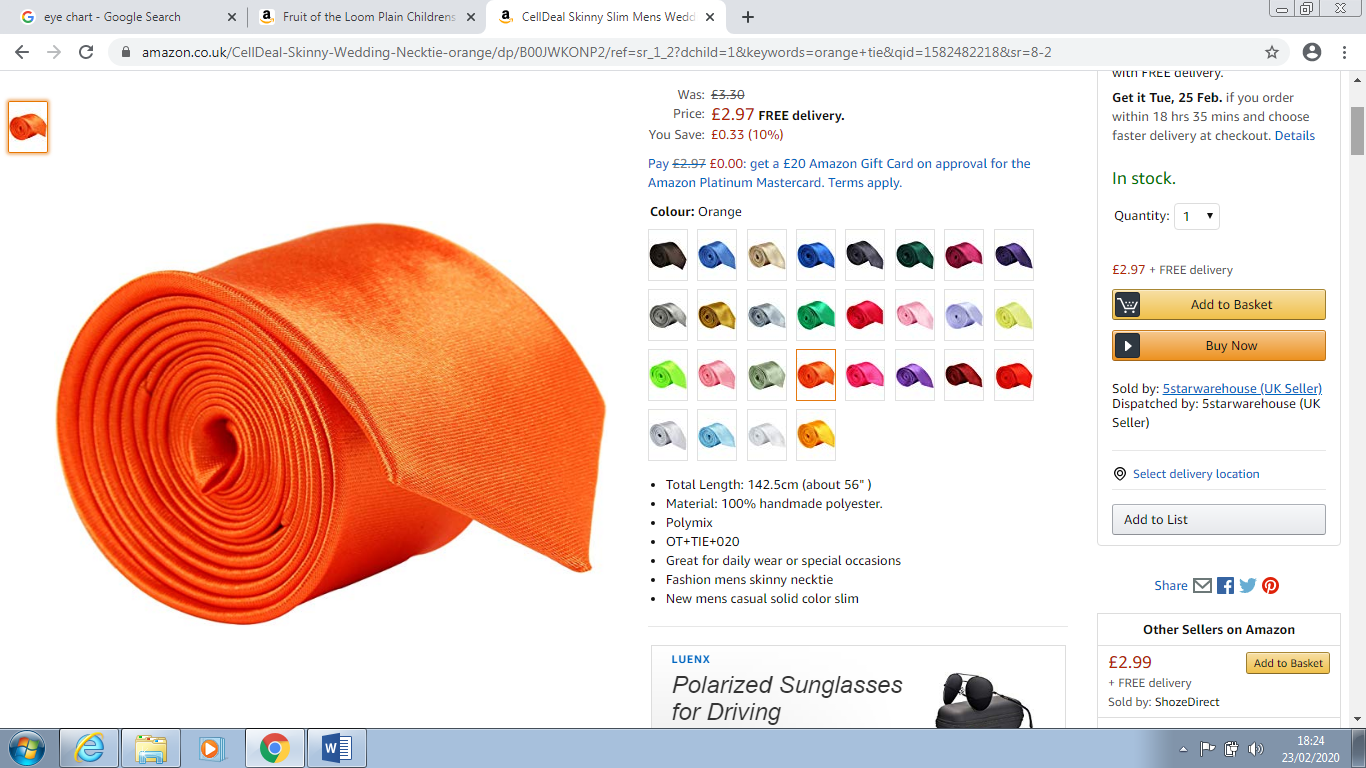 eye chart - Google Search
Fruit of the Loom Plain Childrens
CellDeal Skinny Slim Mens Wedd
amazon.co.uk/CellDeal-Skinny-Wedding-Necktie-orange/dp/B00JWKONP2/ref=sr_1_2?dchild=1&keywords=orange+tie&qid=1582482218&sr=8-2
Was: £3.30
Price: £2.97 FREE delivery.
You Save: £0.33 (10%)
Pay £2.97 £0.00: get a £20 Amazon Gift Card on approval for the
Amazon Platinum Mastercard. Terms apply.
Colour: Orange
Total Length: 142.5cm (about 56" )
Material: 100% handmade polyester.
Polymix
OT+TIE+020
Great for daily wear or special occasions
Fashion mens skinny necktie
New mens casual solid color slim
LUENX
Polarized Sunglasses
for Driving
with FREE delivery.
Get it Tue, 25 Feb. if you order
within 18 hrs 35 mins and choose
faster delivery at checkout. Details
In stock.
Quantity: 1
£2.97 + FREE delivery
Add to Basket
Buy Now
Sold by: 5starwarehouse (UK Seller)
Dispatched by: 5starwarehouse (UK
Seller)
Select delivery location
Add to List
Share
Other Sellers on Amazon
£2.99
Add to Basket
+ FREE delivery
Sold by: ShozeDirect
18:24
23/02/2020